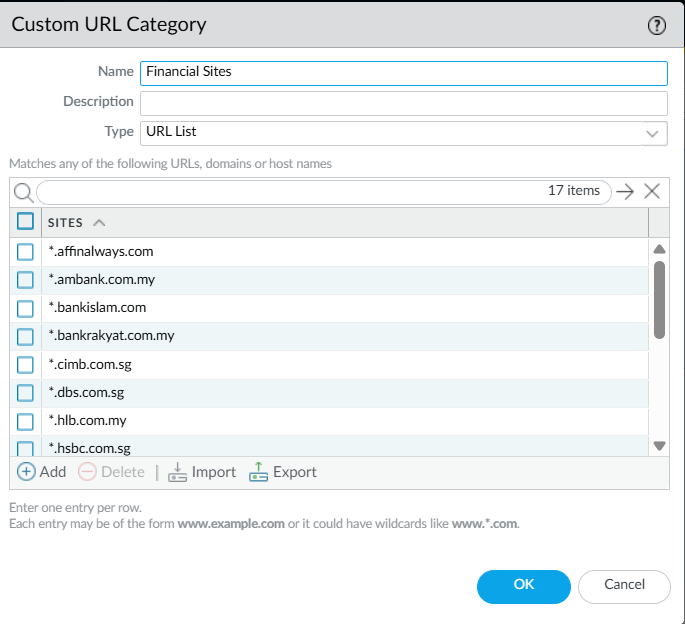 Custom URL Category
?
Name Financial Sites
Description
Type URL List
Matches any of the following URLs, domains or host names
17 items
SITES
*.affinalways.com
*.ambank.com.my
*.bankislam.com
*.bankrakyat.com.my
*.cimb.com.sg
*.dbs.com.sg
*.hlb.com.my
*.hsbc.com.sg
Add Delete | Import Export
Enter one entry per row.
Each entry may be of the form www.example.com or it could have wildcards like www.*.com.
OK Cancel